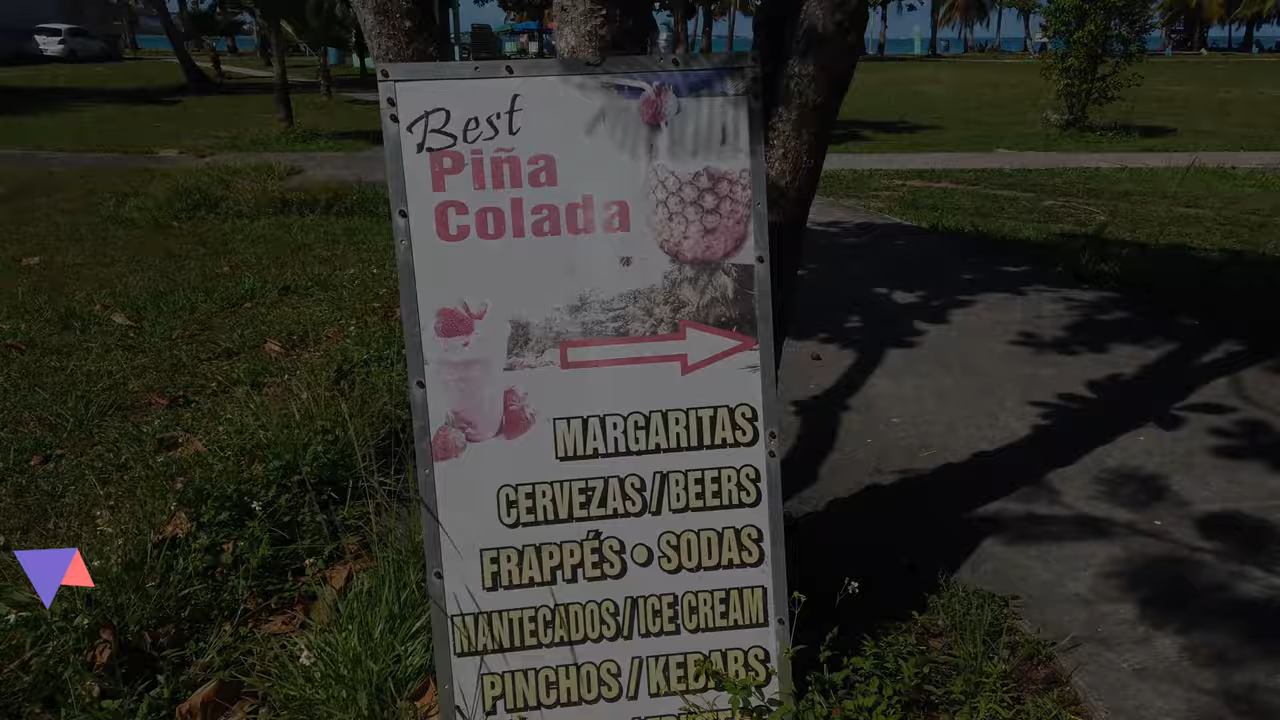 Best
Piña
Colada
MARGARITAS
CERVEZAS / BEERS
FRAPPÉS • SODAS
MANTECADOS / ICE CREAM
PINCHOS / KEBABS